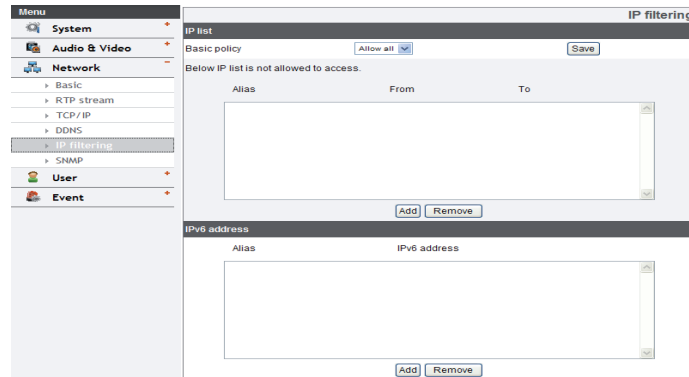 Menu
System
Audio & Video
Network
Basic
RTP stream
TCP/IP
DDNS
IP filtering
SNMP
User
Event
IP filtering
IP list
Basic policy Allow all Save
Below IP list is not allowed to access.
Alias From To
Add Remove
IPv6 address
Alias IPv6 address
Add Remove